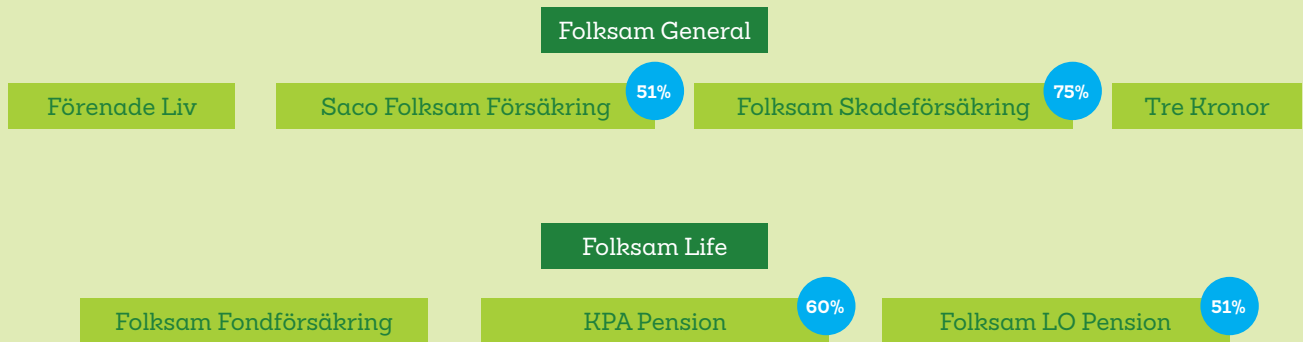 Folksam General
Förenade Liv
Saco Folksam Försäkring
51%
Folksam Skadeförsäkring
75%
Tre Kronor
Folksam Life
Folksam Fondförsäkring
KPA Pension
60%
Folksam LO Pension
51%